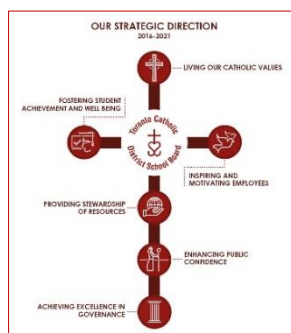 OUR STRATEGIC DIRECTION
2016-2021
LIVING OUR CATHOLIC VALUES
FOSTERING STUDENT
ACHIEVEMENT AND WELL BEING
Toronto Catholic
District School Board
INSPIRING AND
MOTIVATING EMPLOYEES
PROVIDING STEWARDSHIP
OF RESOURCES
ENHANCING PUBLIC
CONFIDENCE
ACHIEVING EXCELLENCE IN
GOVERNANCE